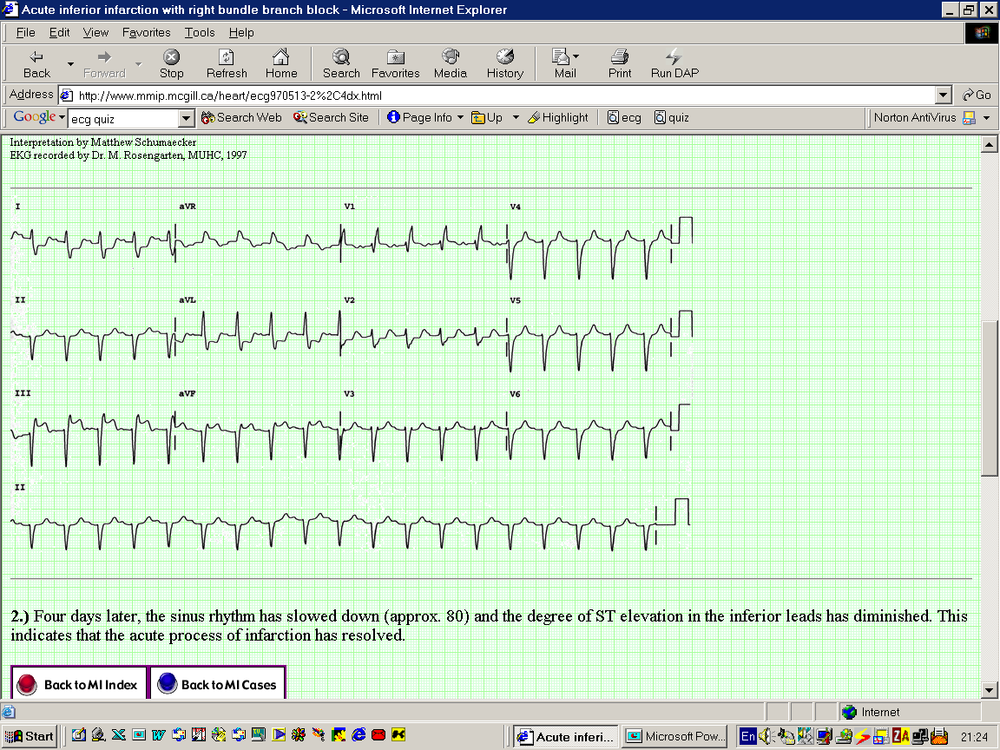 Acute inferior infarction with right bundle branch block - Microsoft Internet Explorer
File Edit View Favorites Tools Help
Back Forward Stop Refresh Home Search Favorites Media History Mail Print Run DAP
Address http://www.mmip.mcgill.ca/heart/ecg970513-2%2C4dx.html Go
Google ecg quiz Search Web Search Site Page Info Up Highlight ecg quiz Norton AntiVirus
Interpretation by Matthew Schumaecker
EKG recorded by Dr. M. Rosengarten, MUHC, 1997
I aVR V1 V4
II aVL V2 V5
III aVF V3 V6
II
2.) Four days later, the sinus rhythm has slowed down (approx. 80) and the degree of ST elevation in the inferior leads has diminished. This
indicates that the acute process of infarction has resolved.
Back to MI Index Back to MI Cases
Internet
Start Acute inferi... Microsoft Pow... En 21:24